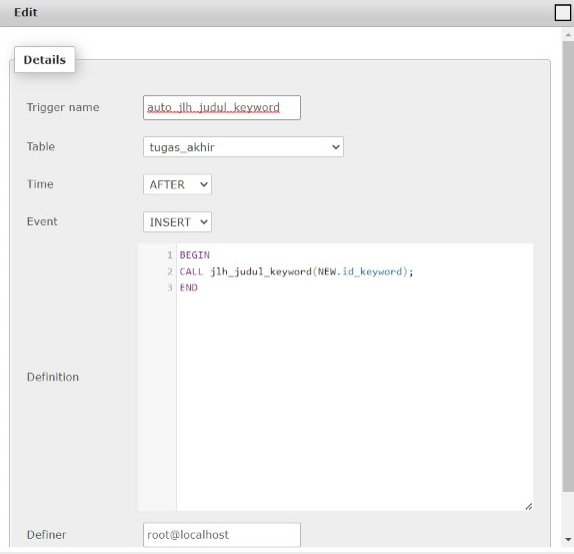 Edit
Details
Trigger name auto_jlh_judul_keyword
Table tugas_akhir
Time AFTER
Event INSERT
1 BEGIN
2 CALL jlh_judul_keyword(NEW.id_keyword);
3 END
Definition
Definer root@localhost